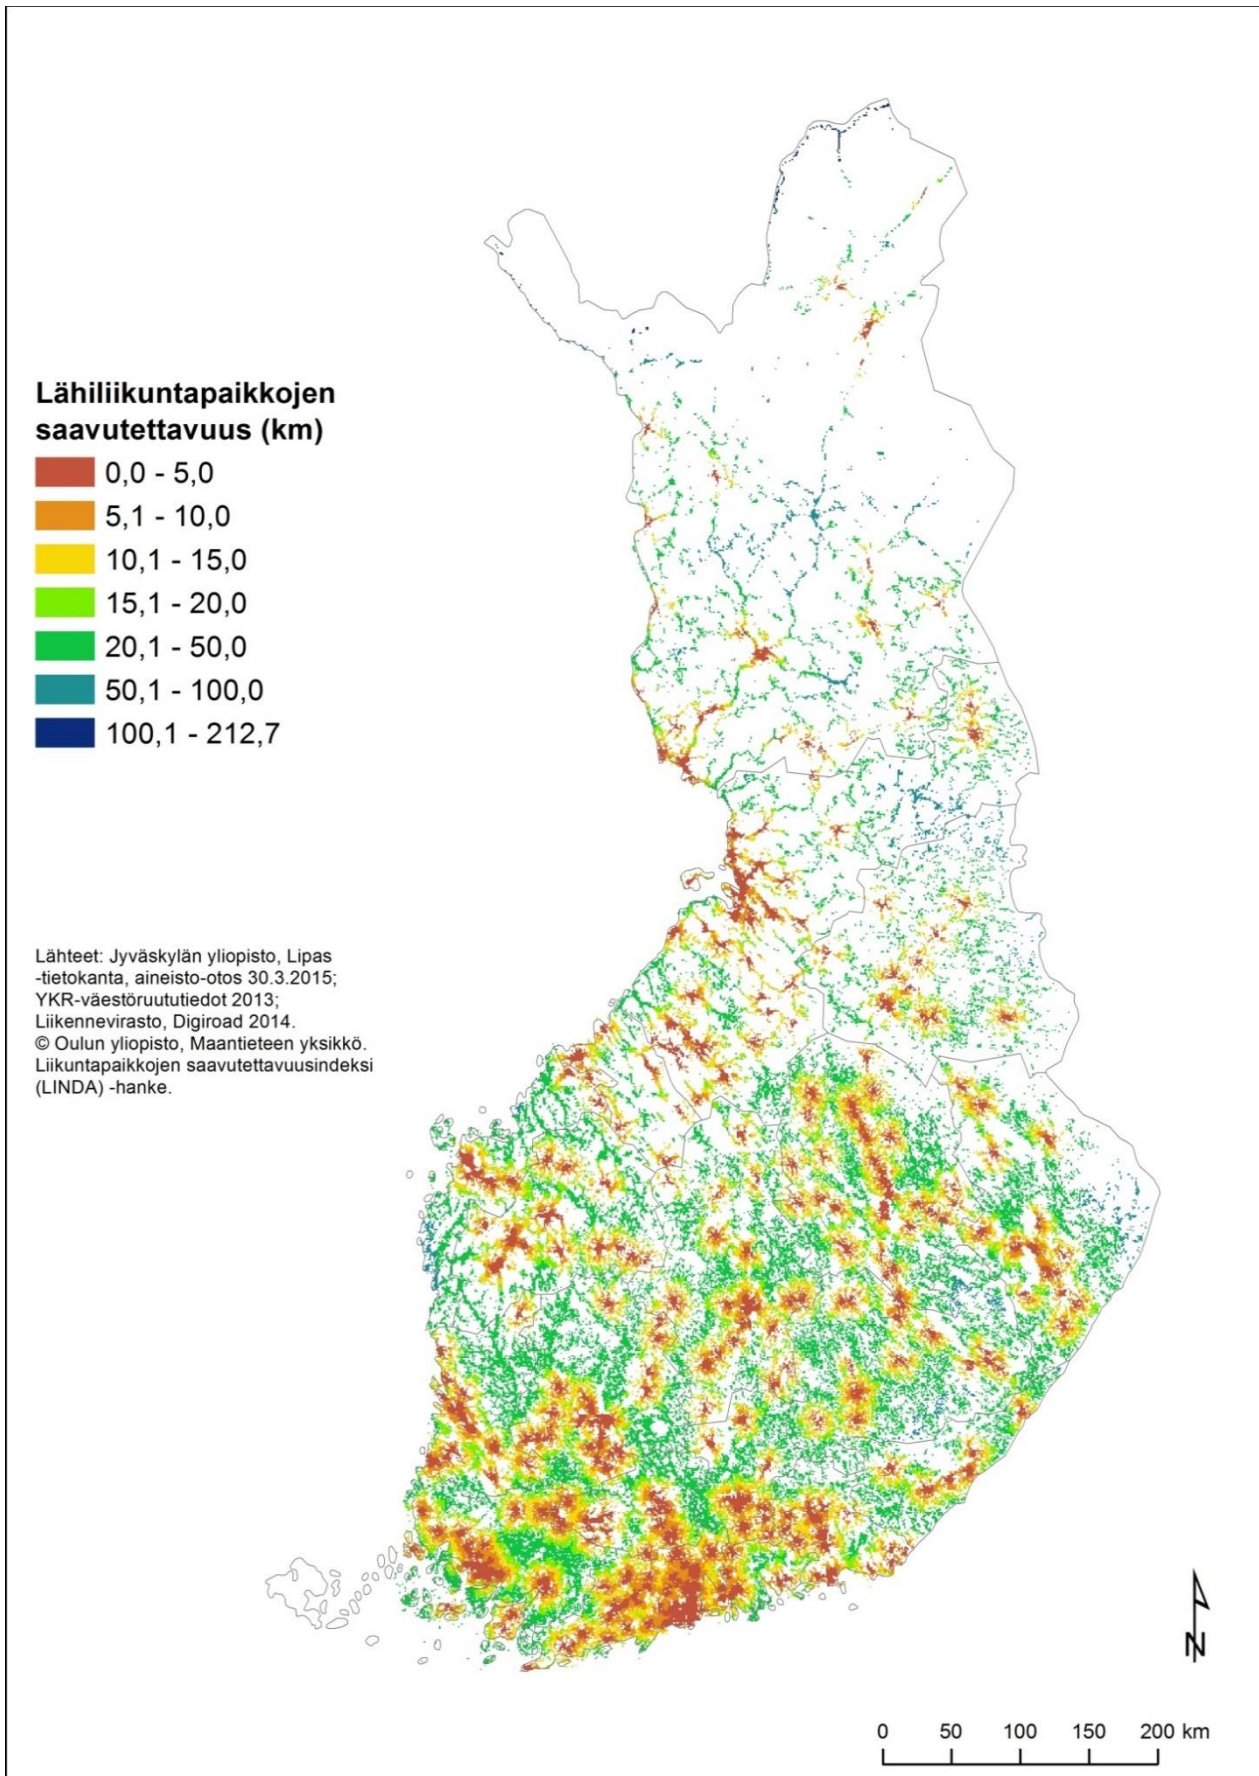 Lähiliikuntapaikkojen
saavutettavuus (km)
0,0 - 5,0
5,1 - 10,0
10,1 - 15,0
15,1 - 20,0
20,1 - 50,0
50,1 - 100,0
100,1 - 212,7
Lähteet: Jyväskylän yliopisto, Lipas
-tietokanta, aineisto-otos 30.3.2015;
YKR-väestöruututiedot 2013;
Liikennevirasto, Digiroad 2014.
© Oulun yliopisto, Maantieteen yksikkö.
Liikuntapaikkojen saavutettavuusindeksi
(LINDA) -hanke.
N
0 50 100 150 200 km